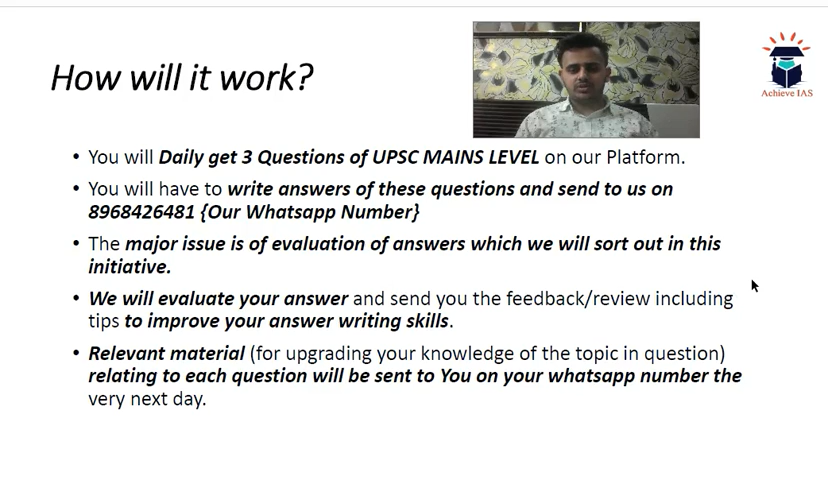 How will it work?
Achieve IAS
• You will Daily get 3 Questions of UPSC MAINS LEVEL on our Platform.
• You will have to write answers of these questions and send to us on
8968426481 {Our Whatsapp Number}
• The major issue is of evaluation of answers which we will sort out in this
initiative.
• We will evaluate your answer and send you the feedback/review including
tips to improve your answer writing skills.
• Relevant material (for upgrading your knowledge of the topic in question)
relating to each question will be sent to You on your whatsapp number the
very next day.